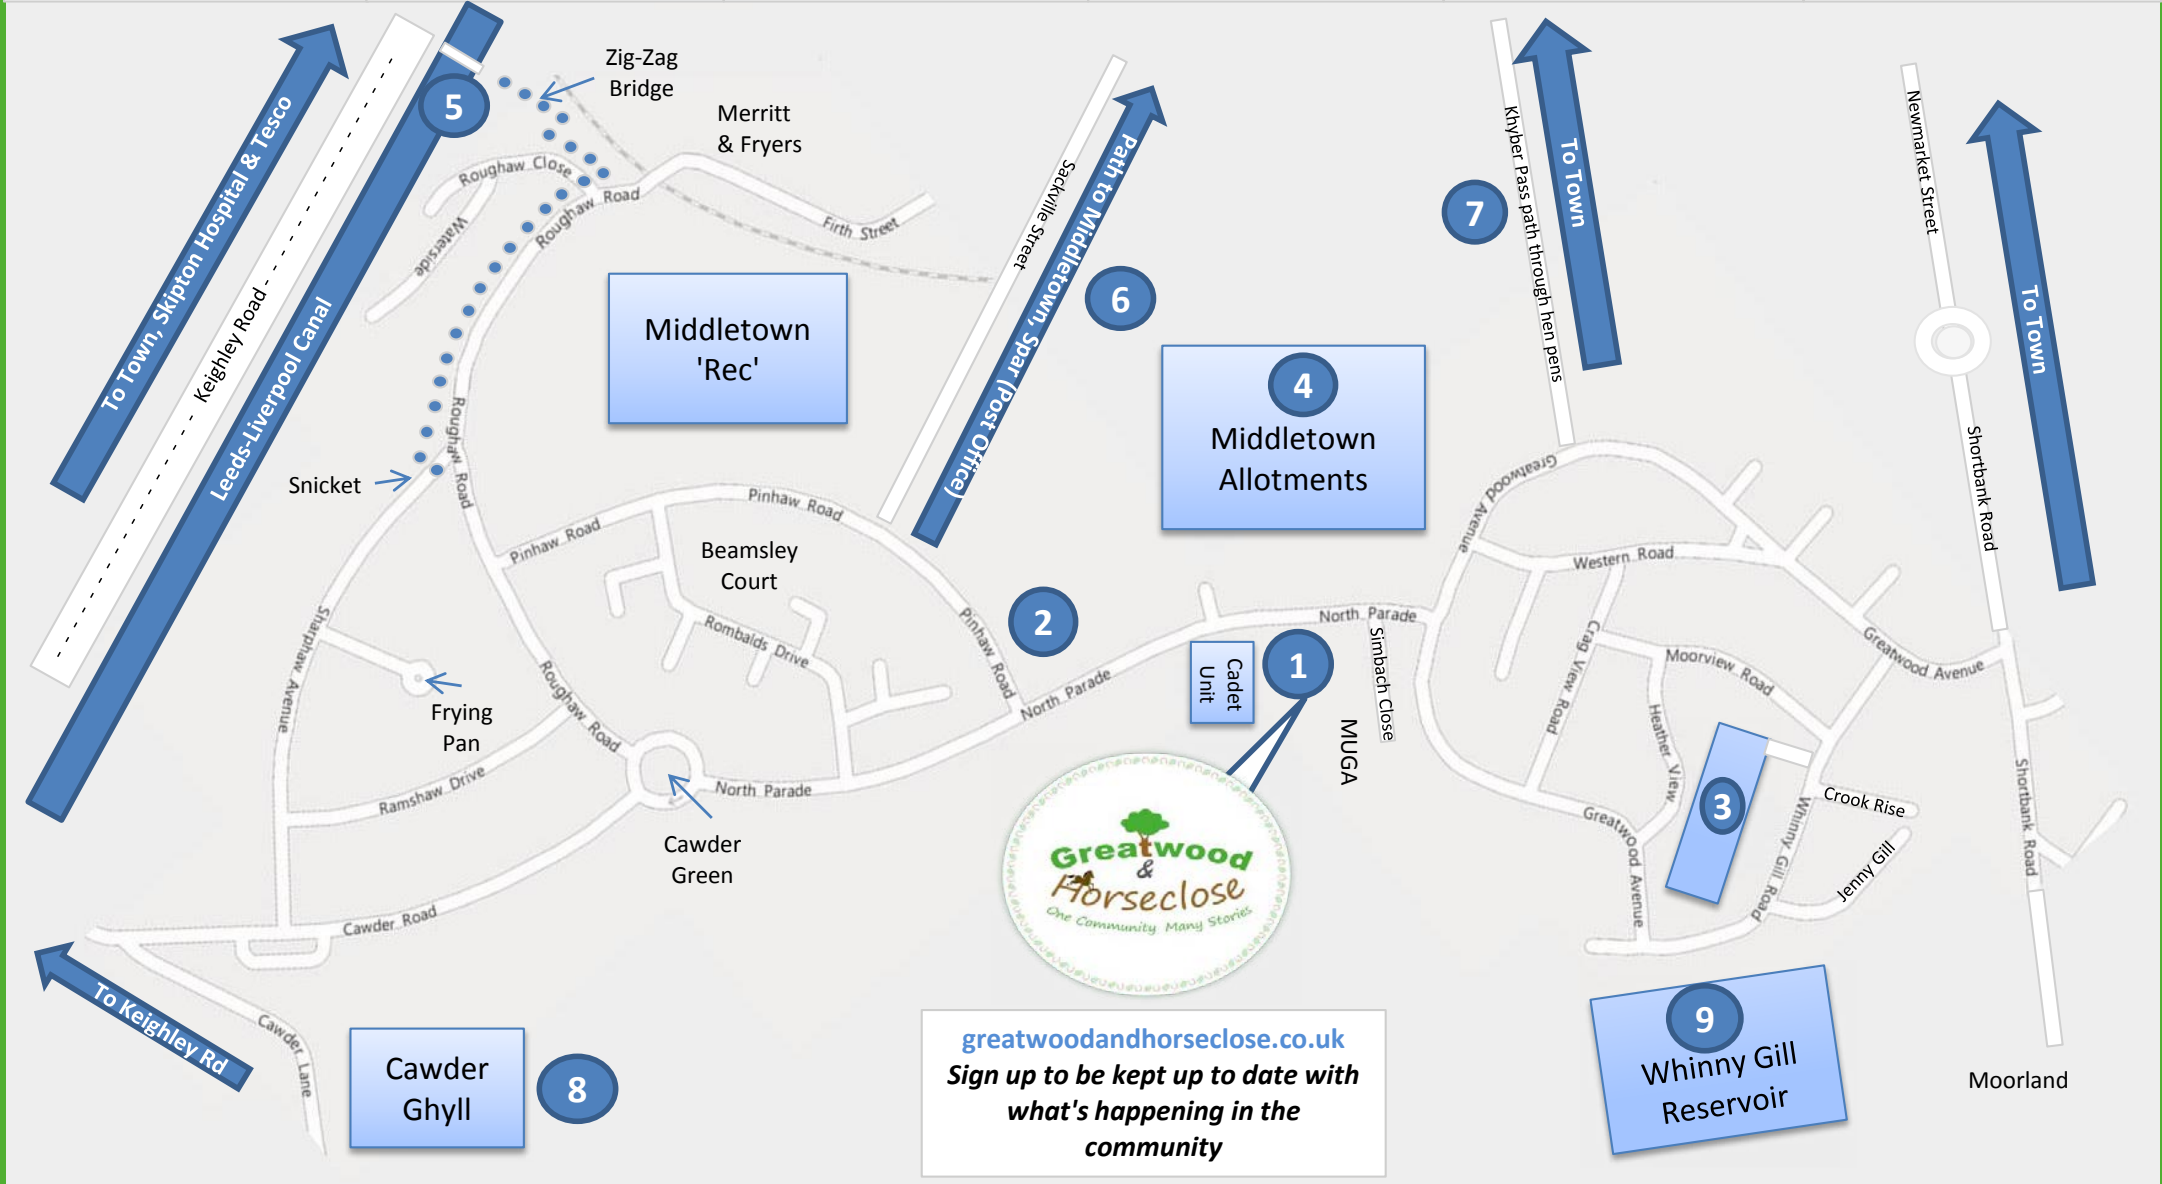 To Town, Skipton Hospital & Tesco
Keighley Road
Leeds-Liverpool Canal
5
Zig-Zag
Bridge
Merritt
& Fryers
Roughaw Close
Waterside
Roughaw Road
Firth Street
Sackville Street
Path to Middletown, Spar (Post Office)
6
7
Khyber Pass path through hen pens
To Town
Newmarket Street
To Town
Shortbank Road
Middletown
'Rec'
4
Middletown
Allotments
Snicket
Roughaw Road
Pinhaw Road
Pinhaw Road
Beamsley
Court
Rombalds Drive
Pinhaw Road
2
North Parade
North Parade
Cadet
Unit
1
Simbach Close
MUGA
Greatwood Avenue
Western Road
Crag View Road
Moorview Road
Heather View
Greatwood Avenue
Greatwood Avenue
3
Whinny Gill Road
Crook Rise
Jenny Gill
Shortbank Road
Sharphaw Avenue
Frying
Pan
Roughaw Road
Ramshaw Drive
North Parade
Cawder
Green
Cawder Road
To Keighley Rd
Cawder Lane
Cawder
Ghyll
8
Greatwood
&
Horseclose
One Community Many Stories
greatwoodandhorseclose.co.uk
Sign up to be kept up to date with
what's happening in the
community
9
Whinny Gill
Reservoir
Moorland